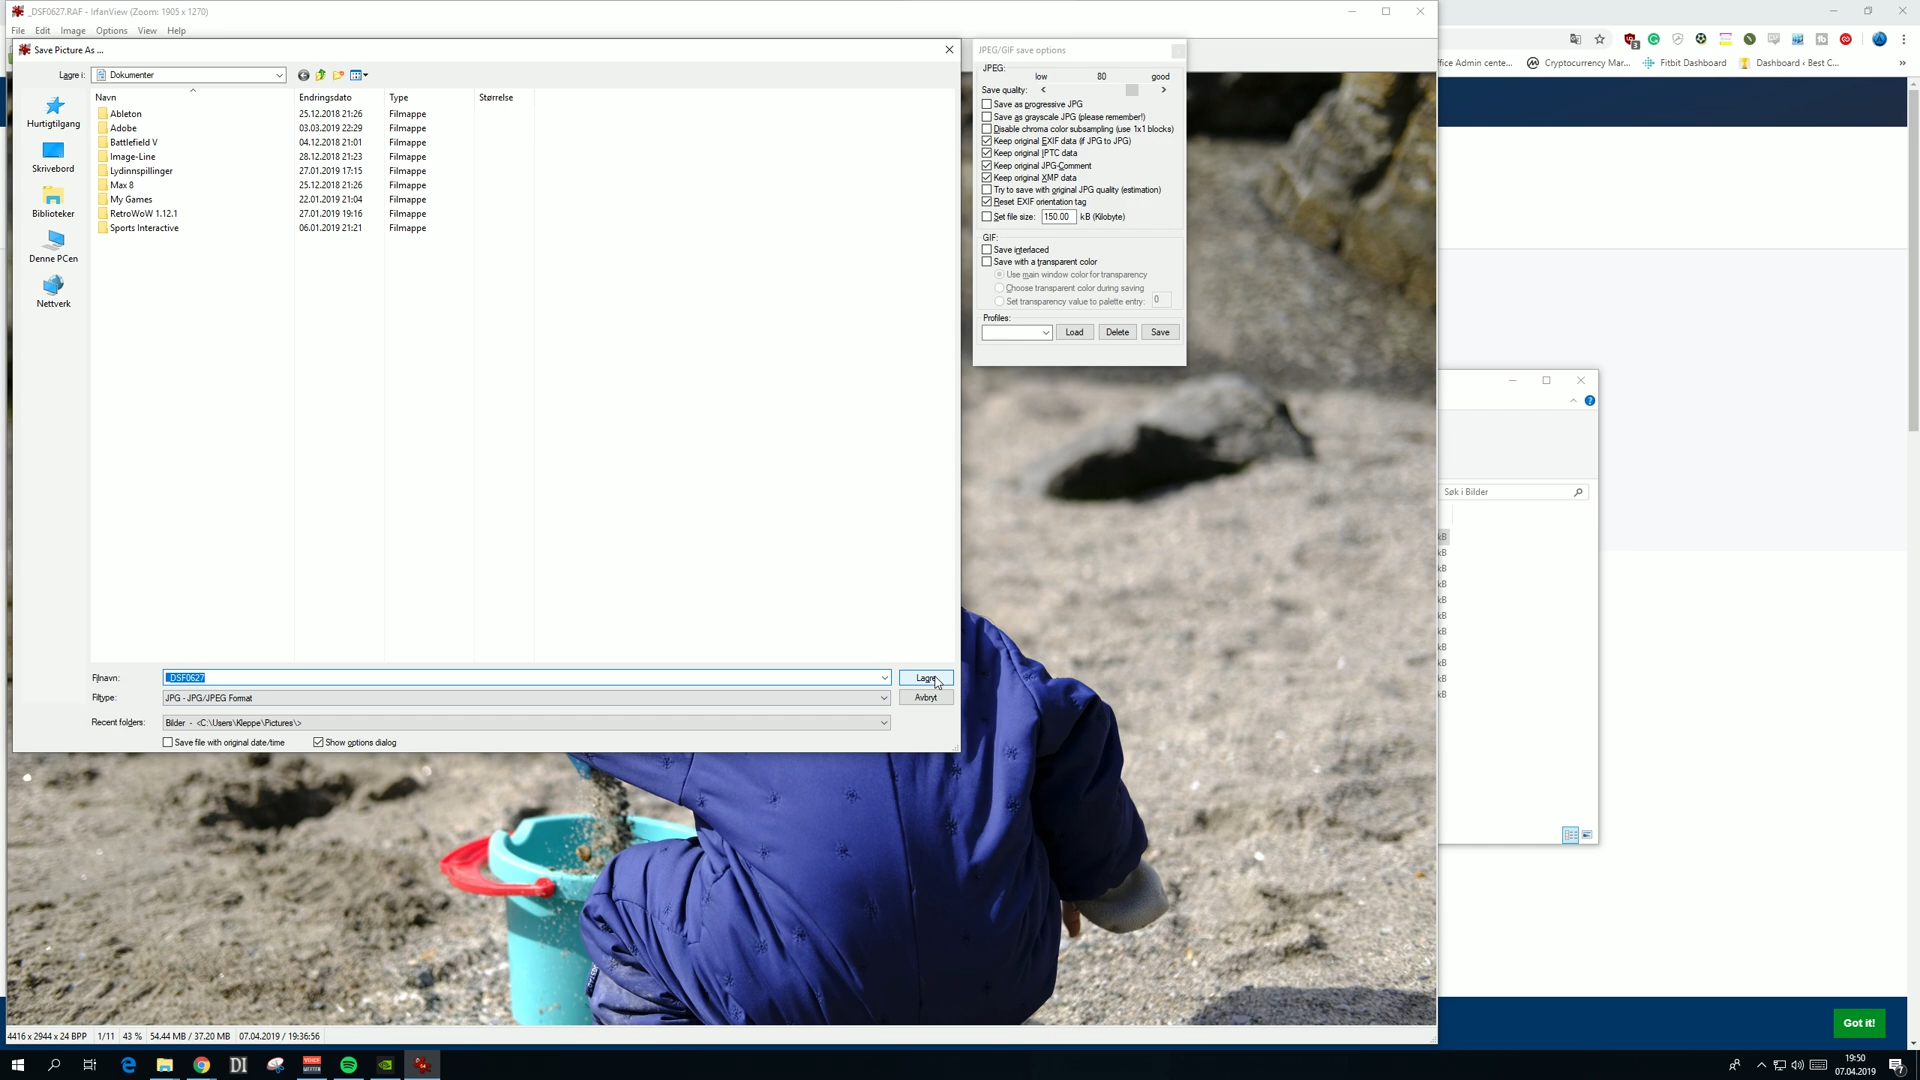 _DSF0627.RAF - IrfanView (Zoom: 1905 x 1270)
File Edit Image Options View Help
Save Picture As ...
Lagre i: Dokumenter
Navn Endringsdato Type Størrelse
Ableton 25.12.2018 21:26 Filmappe
Adobe 03.03.2019 22:29 Filmappe
Battlefield V 04.12.2018 21:01 Filmappe
Image-Line 28.12.2018 21:23 Filmappe
Lydinnspillinger 27.01.2019 17:15 Filmappe
Max 8 25.12.2018 21:26 Filmappe
My Games 22.01.2019 21:04 Filmappe
RetroWoW 1.12.1 27.01.2019 19:16 Filmappe
Sports Interactive 06.01.2019 21:21 Filmappe
Hurtigtilgang
Skrivebord
Biblioteker
Denne PCen
Nettverk
Filnavn: _DSF0627 Lagre
Filtype: JPG - JPG/JPEG Format Avbryt
Recent folders: Bilder - <C:\Users\Kleppe\Pictures\>
Save file with original date/time Show options dialog
JPEG/GIF save options
JPEG:
low 80 good
Save quality: < >
Save as progressive JPG
Save as grayscale JPG (please remember!)
Disable chroma color subsampling (use 1x1 blocks)
Keep original EXIF data (if JPG to JPG)
Keep original IPTC data
Keep original JPG-Comment
Keep original XMP data
Try to save with original JPG quality (estimation)
Reset EXIF orientation tag
Set file size: 150.00 kB (Kilobyte)
GIF:
Save interlaced
Save with a transparent color
Use main window color for transparency
Choose transparent color during saving
Set transparency value to palette entry: 0
Profiles:
Load Delete Save
ffice Admin cente... Cryptocurrency Mar... Fitbit Dashboard Dashboard ‹ Best C... »
Søk i Bilder
kB
kB
kB
kB
kB
kB
kB
kB
kB
kB
kB
Got it!
4416 x 2944 x 24 BPP 1/11 43 % 54.44 MB / 37.20 MB 07.04.2019 / 19:36:56
DI
19:50
07.04.2019